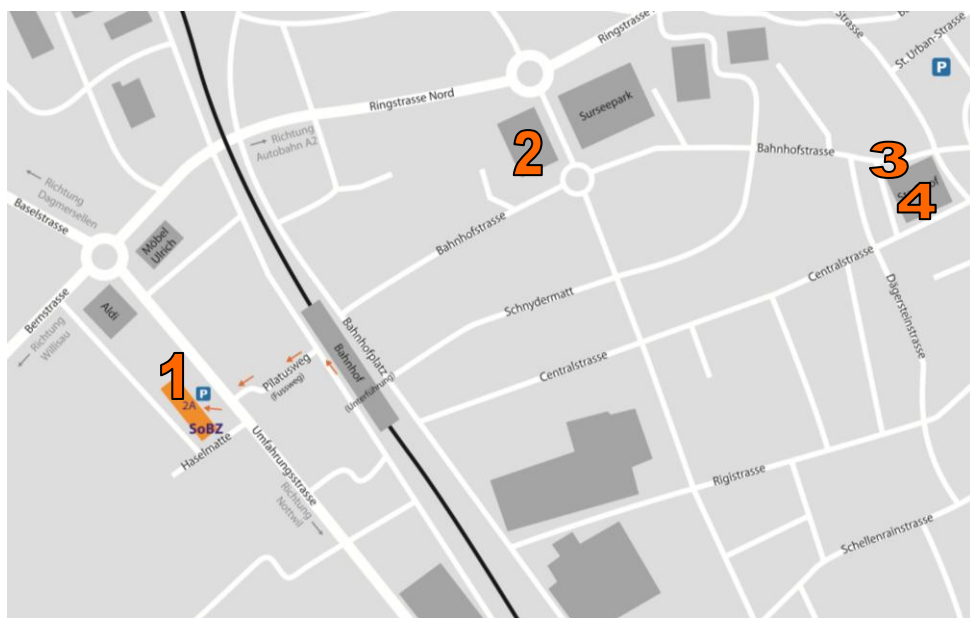 Ringstrasse
Strasse
St. Urban-Strasse
P
Ringstrasse Nord
Surseepark
Richtung
Autobahn A2
2
Bahnhofstrasse
3
4
Richtung
Dagmersellen
Baselstrasse
Möbel
Ulrich
Bahnhofstrasse
Centralstrasse
Bernstrasse
Aldi
Richtung
Willisau
Schnydermatt
Dägersteinstrasse
Bahnhofplatz
Bahnhof
(Unterführung)
Pilatusweg
(Fussweg)
Centralstrasse
1
P
2A
SoBZ
Haselmatte
Umfahrungsstrasse
Richtung
Nottwil
Rigistrasse
Schellenrainstrasse